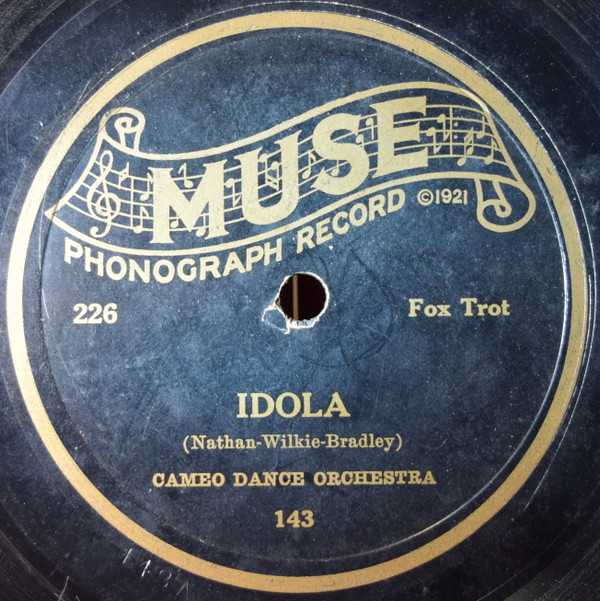 MUSE
PHONOGRAPH RECORD ©1921
226
Fox Trot
IDOLA
(Nathan-Wilkie-Bradley)
CAMEO DANCE ORCHESTRA
143